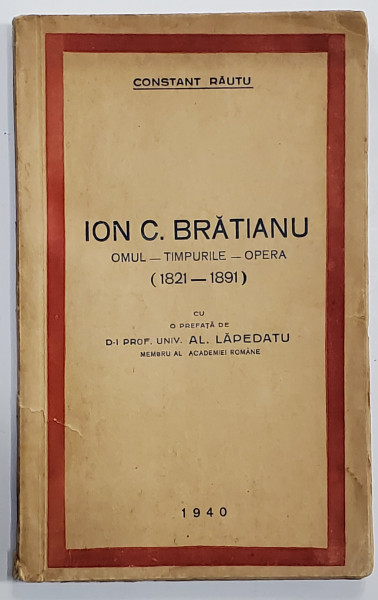 CONSTANT RĂUTU
ION C. BRĂTIANU
OMUL — TIMPURILE — OPERA
( 1821 — 1891 )
CU
O PREFAȚĂ DE
D-l PROF. UNIV. AL. LĂPEDATU
MEMBRU AL ACADEMIEI ROMÂNE
1940